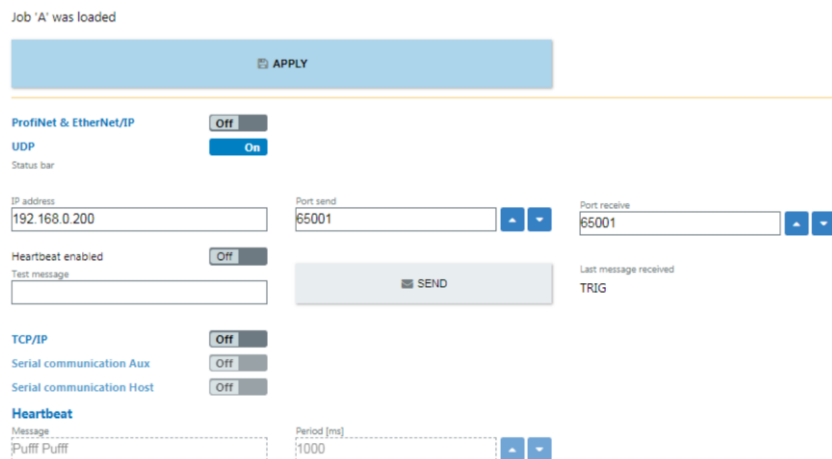 Job 'A' was loaded
APPLY
ProfiNet & EtherNet/IP Off
UDP On
Status bar
IP address Port send Port receive
192.168.0.200 65001 65001
Heartbeat enabled Off
Test message SEND Last message received
TRIG
TCP/IP Off
Serial communication Aux Off
Serial communication Host Off
Heartbeat
Message Period [ms]
Pufff Pufff 1000